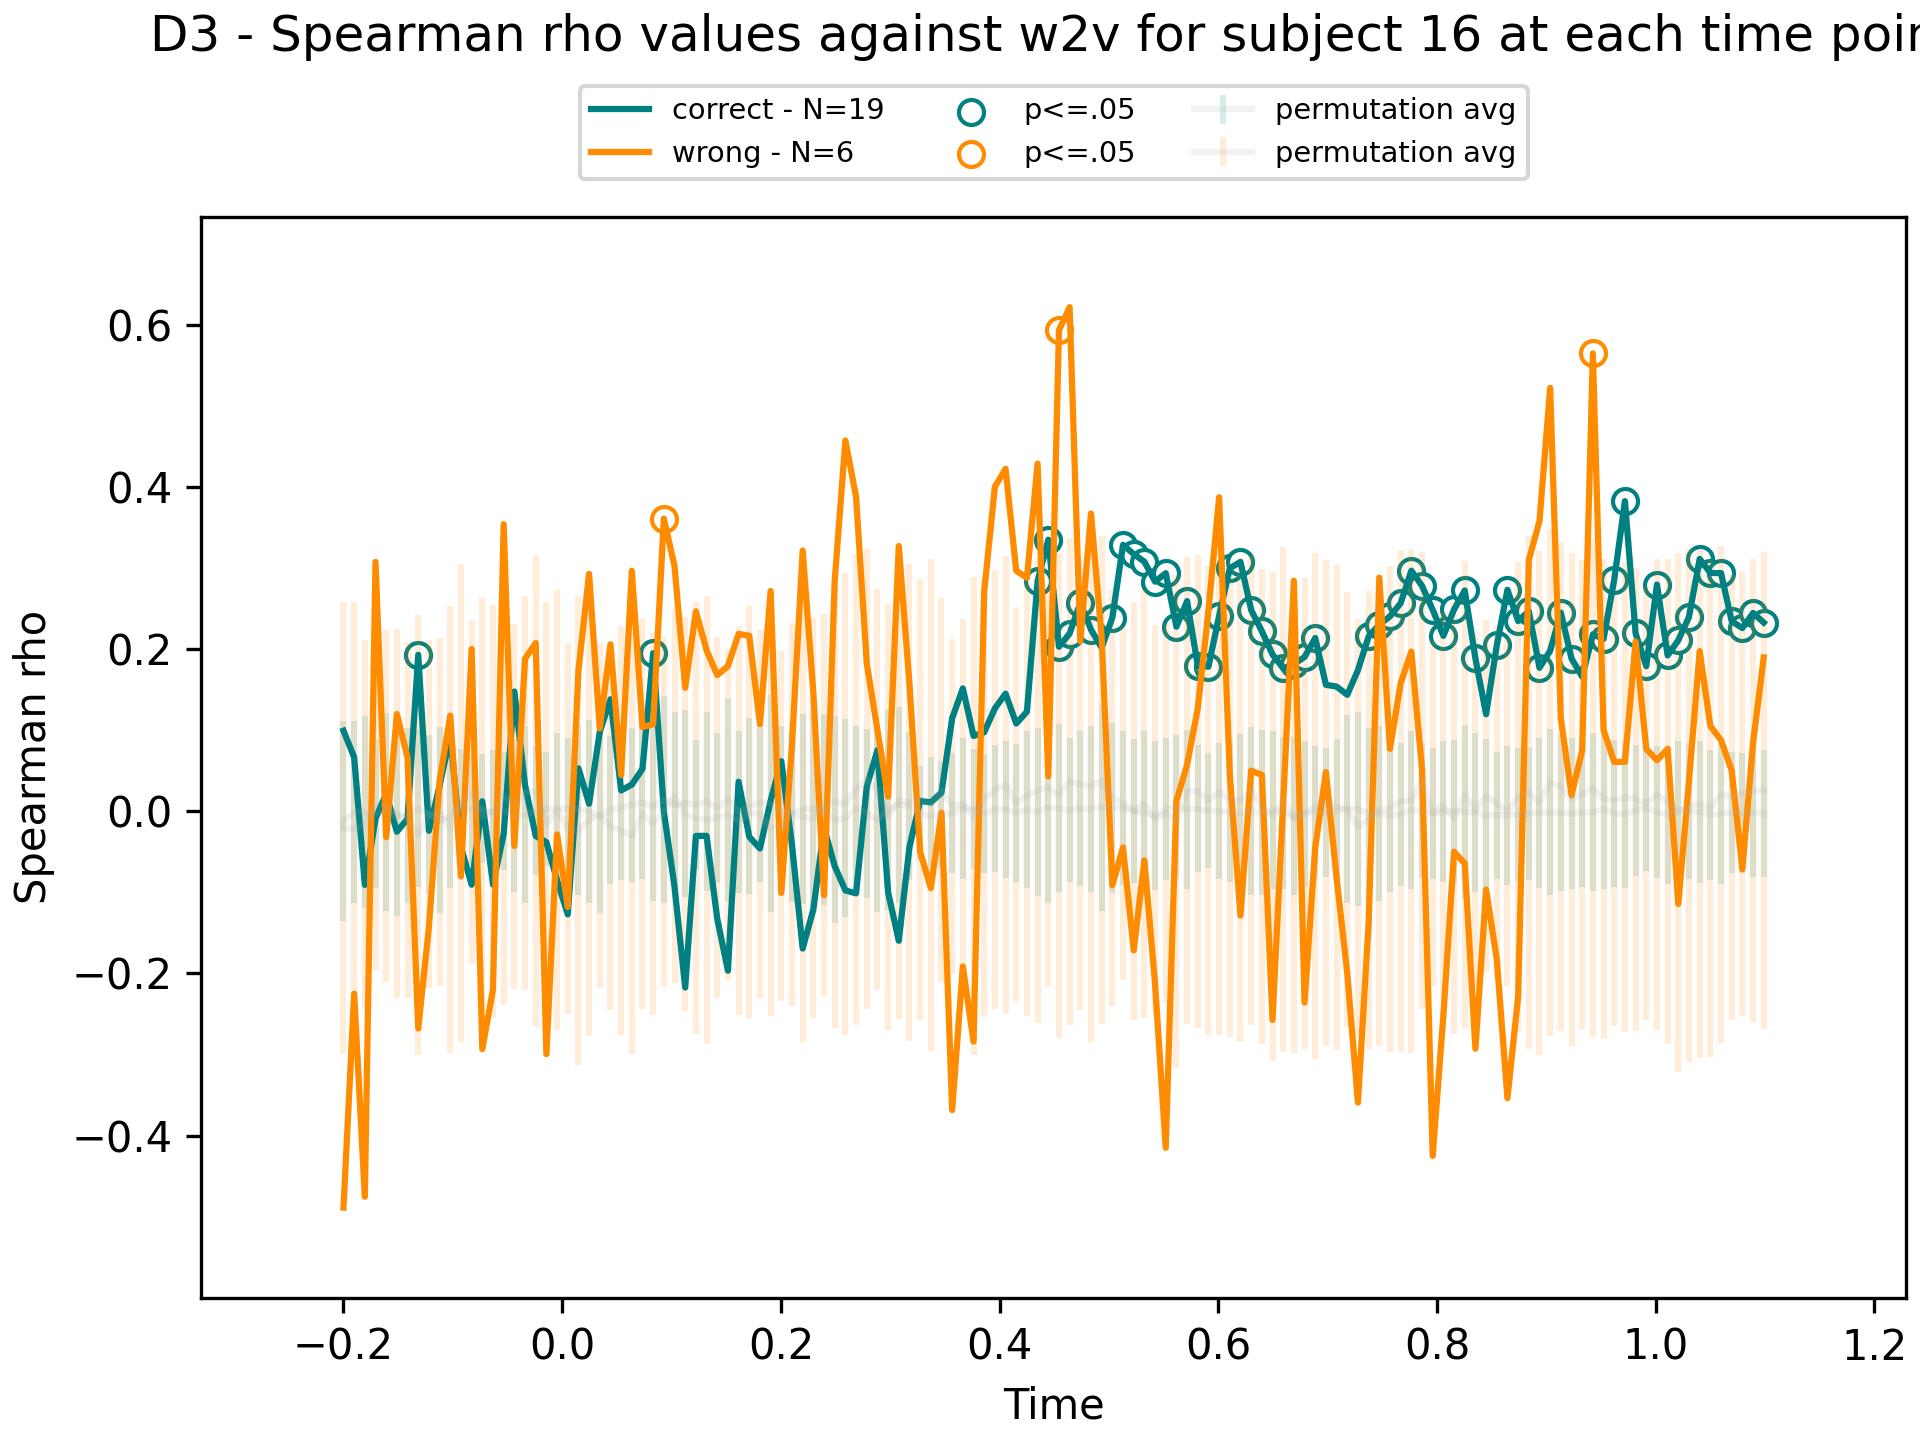 D3 - Spearman rho values against w2v for subject 16 at each time poin
correct - N=19 p<=.05 permutation avg
wrong - N=6 p<=.05 permutation avg
0.6
0.4
0.2
0.0
−0.2
−0.4
Spearman rho
−0.2 0.0 0.2 0.4 0.6 0.8 1.0 1.2
Time